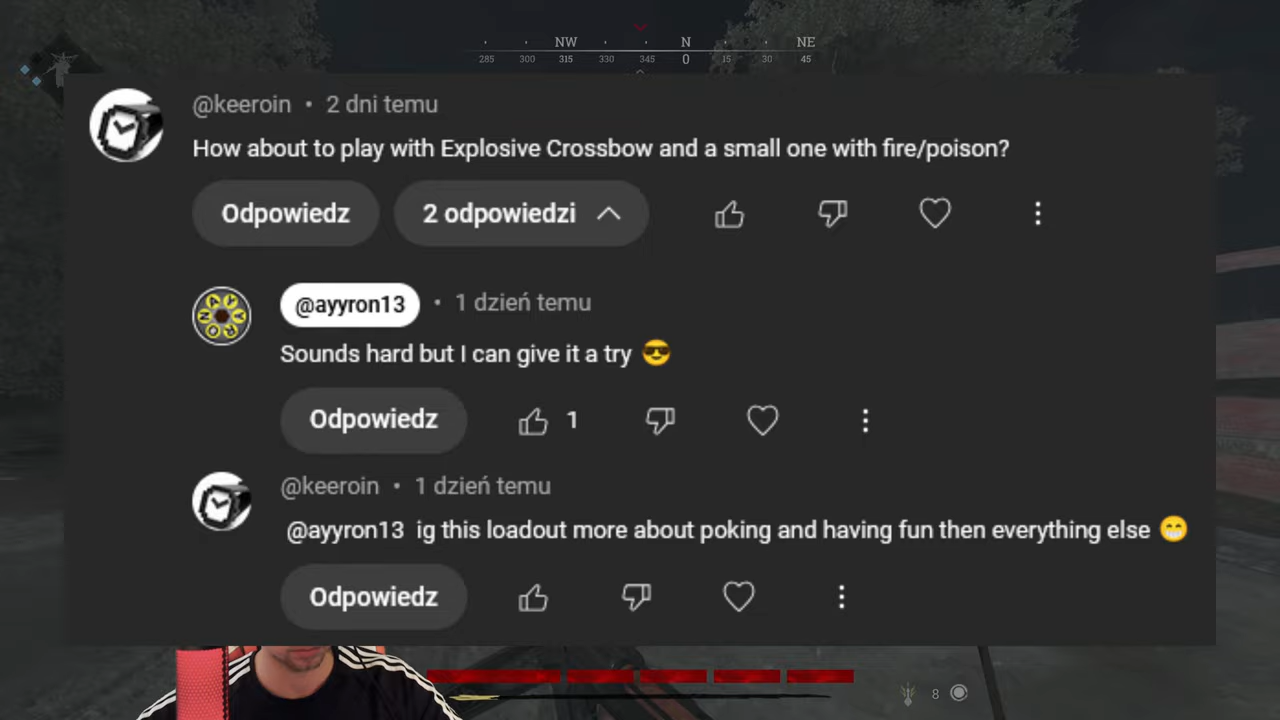 NW N NE
285 300 315 330 345 0 15 30 45
@keeroin • 2 dni temu
How about to play with Explosive Crossbow and a small one with fire/poison?
Odpowiedz 2 odpowiedzi
@ayyron13 • 1 dzień temu
Sounds hard but I can give it a try 😎
Odpowiedz 1
@keeroin • 1 dzień temu
@ayyron13 ig this loadout more about poking and having fun then everything else 😁
Odpowiedz
8